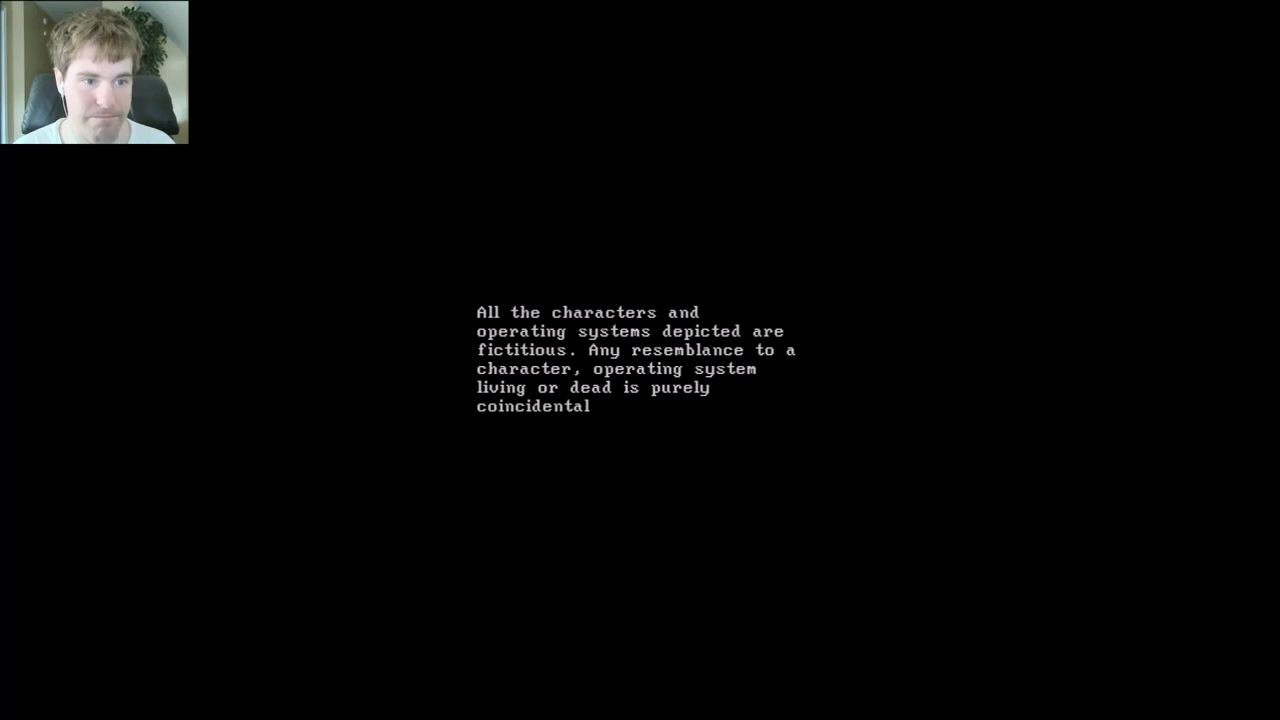 All the characters and
operating systems depicted are
fictitious. Any resemblance to a
character, operating system
living or dead is purely
coincidental